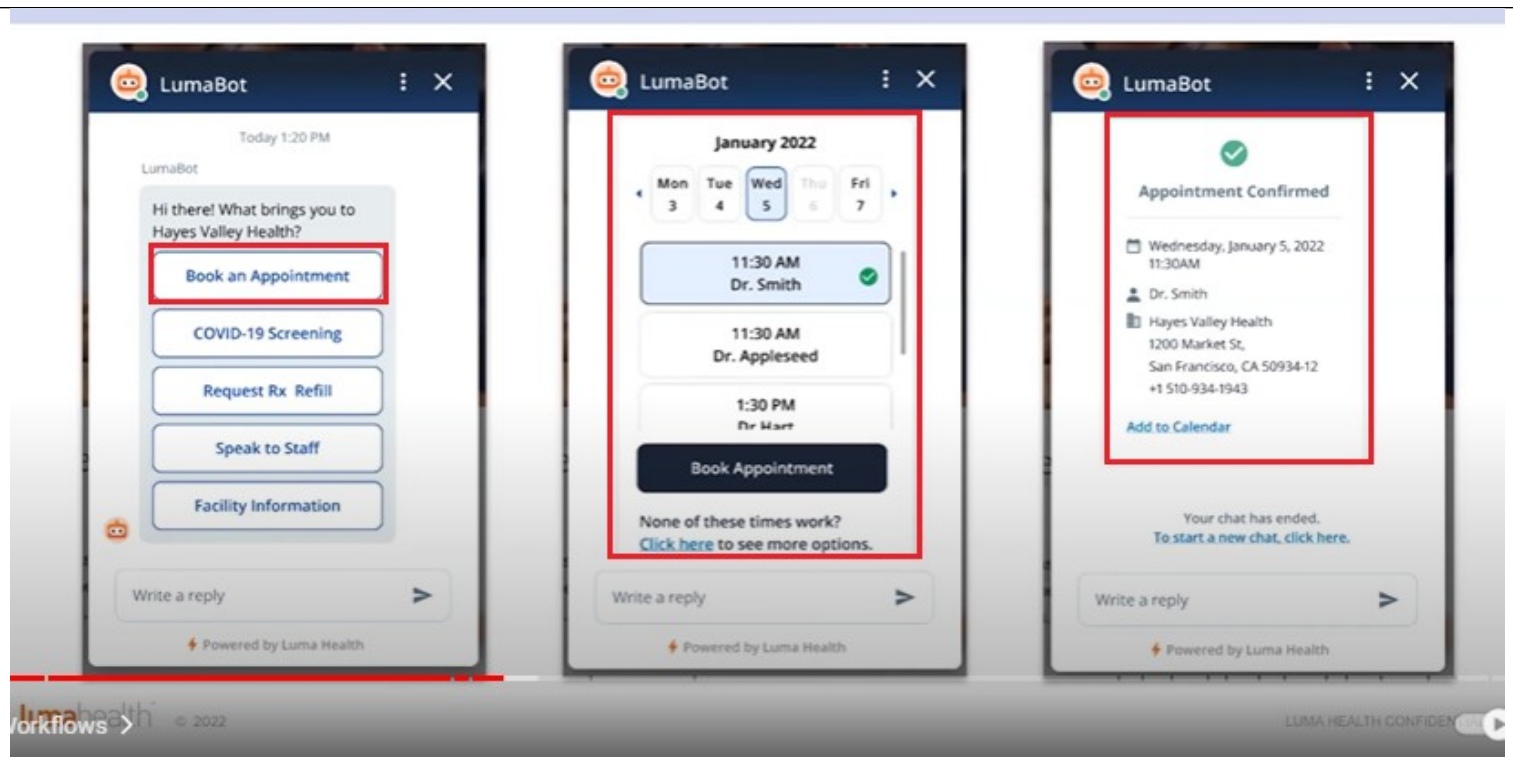 LumaBot
Today 1:20 PM
LumaBot
Hi there! What brings you to
Hayes Valley Health?
Book an Appointment
COVID-19 Screening
Request Rx Refill
Speak to Staff
Facility Information
Write a reply
Powered by Luma Health
LumaBot
January 2022
Mon Tue Wed Thu Fri
3 4 5 6 7
11:30 AM
Dr. Smith
11:30 AM
Dr. Appleseed
1:30 PM
Dr Hart
Book Appointment
None of these times work?
Click here to see more options.
Write a reply
Powered by Luma Health
LumaBot
Appointment Confirmed
Wednesday, January 5, 2022
11:30AM
Dr. Smith
Hayes Valley Health
1200 Market St,
San Francisco, CA 50934-12
+1 510-934-1943
Add to Calendar
Your chat has ended.
To start a new chat, click here.
Write a reply
Powered by Luma Health
lumahealth © 2022
Workflows
LUMA HEALTH